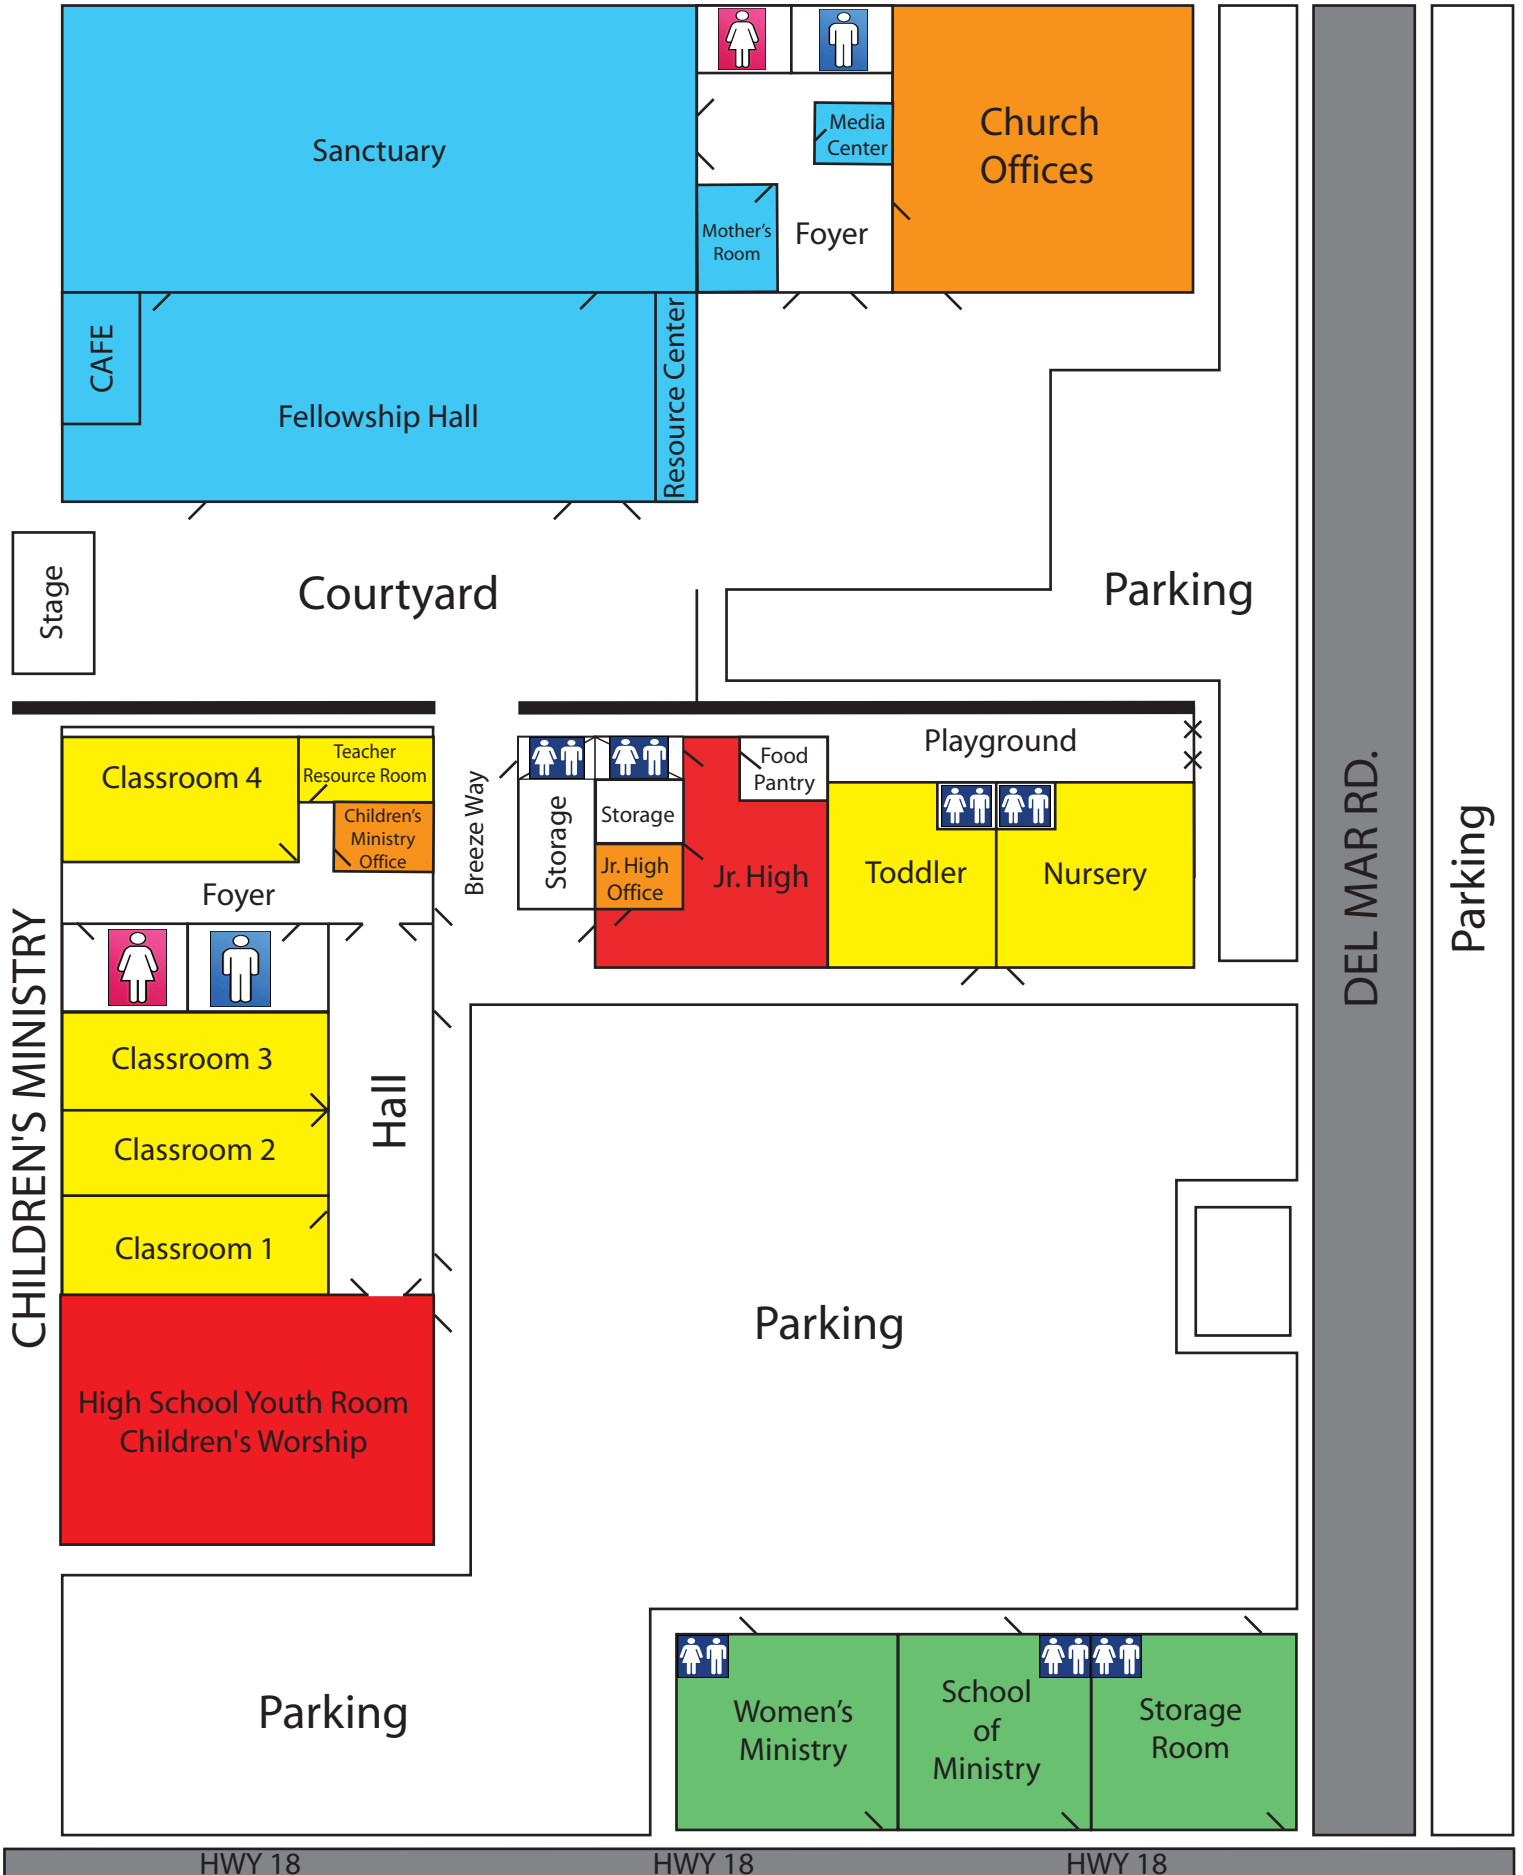 Sanctuary
Media
Center
Church
Offices
Mother's
Room
Foyer
CAFE
Fellowship Hall
Resource Center
Stage
Courtyard
Parking
DEL MAR RD.
Parking
Classroom 4
Teacher
Resource Room
Children's
Ministry
Office
Foyer
Breeze Way
Storage
Storage
Jr. High
Office
Jr. High
Food
Pantry
Playground
Toddler
Nursery
CHILDREN'S MINISTRY
Classroom 3
Classroom 2
Classroom 1
Hall
High School Youth Room
Children's Worship
Parking
Parking
Women's
Ministry
School
of
Ministry
Storage
Room
HWY 18
HWY 18
HWY 18